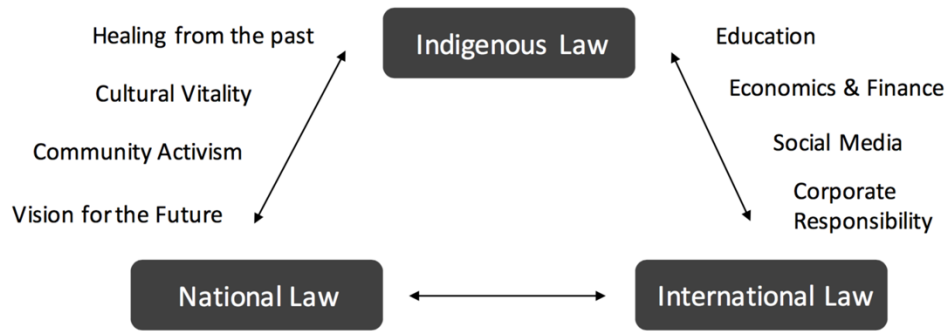 Indigenous Law
Healing from the past
Cultural Vitality
Community Activism
Vision for the Future
Education
Economics & Finance
Social Media
Corporate
Responsibility
National Law
International Law